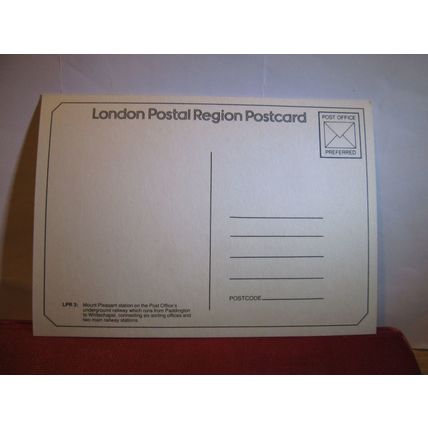 London Postal Region Postcard
POST OFFICE
PREFERRED
POSTCODE
LPR 3: Mount Pleasant station on the Post Office's
underground railway which runs from Paddington
to Whitechapel, connecting six sorting offices and
two main railway stations.